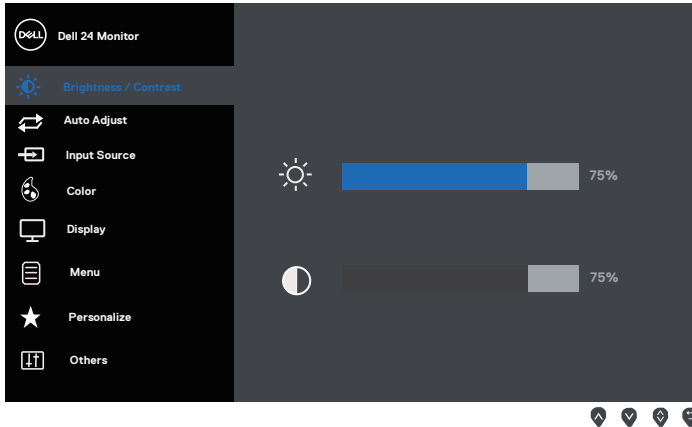 DELL
Dell 24 Monitor
Brightness / Contrast
Auto Adjust
Input Source
Color
Display
Menu
Personalize
Others
75%
75%